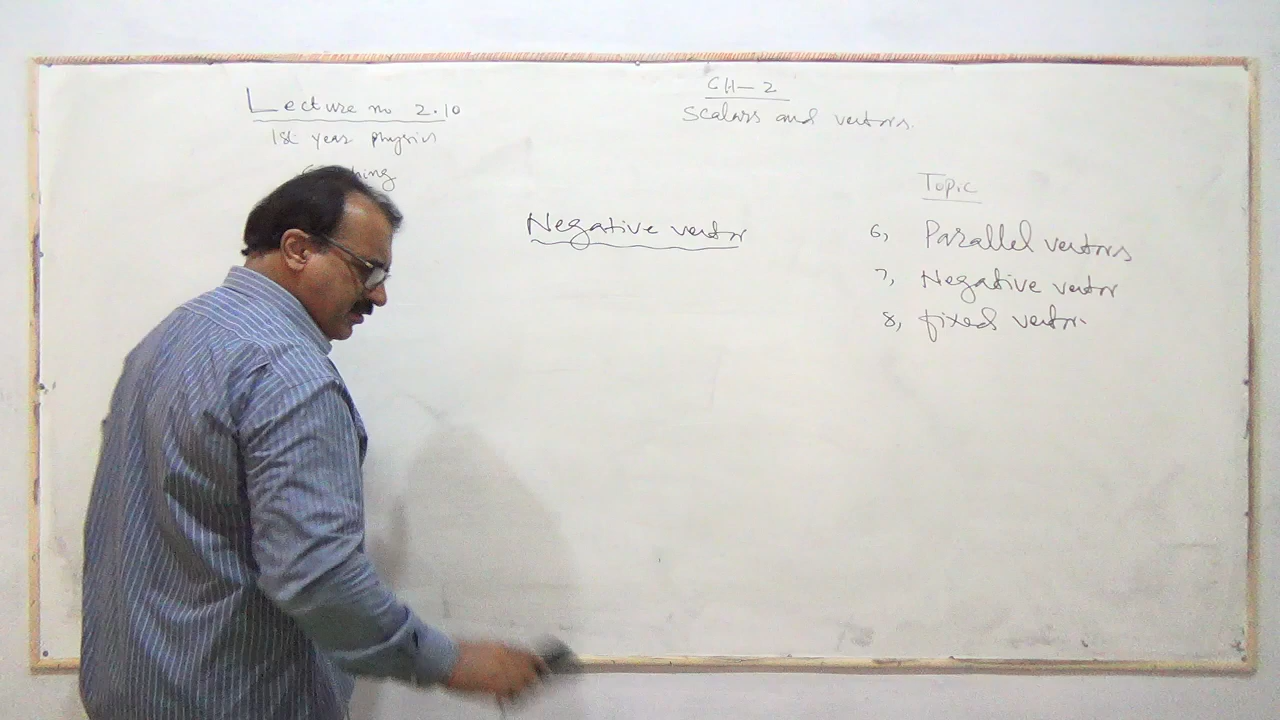 Lecture no 2.10
1st year physics
CH-2
Scalars and vectors.
Negative vector
Topic
6, Parallel vectors
7, Negative vector
8, fixed vector.